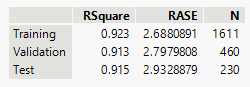 RSquare RASE N
Training 0.923 2.6880891 1611
Validation 0.913 2.7979808 460
Test 0.915 2.9328879 230